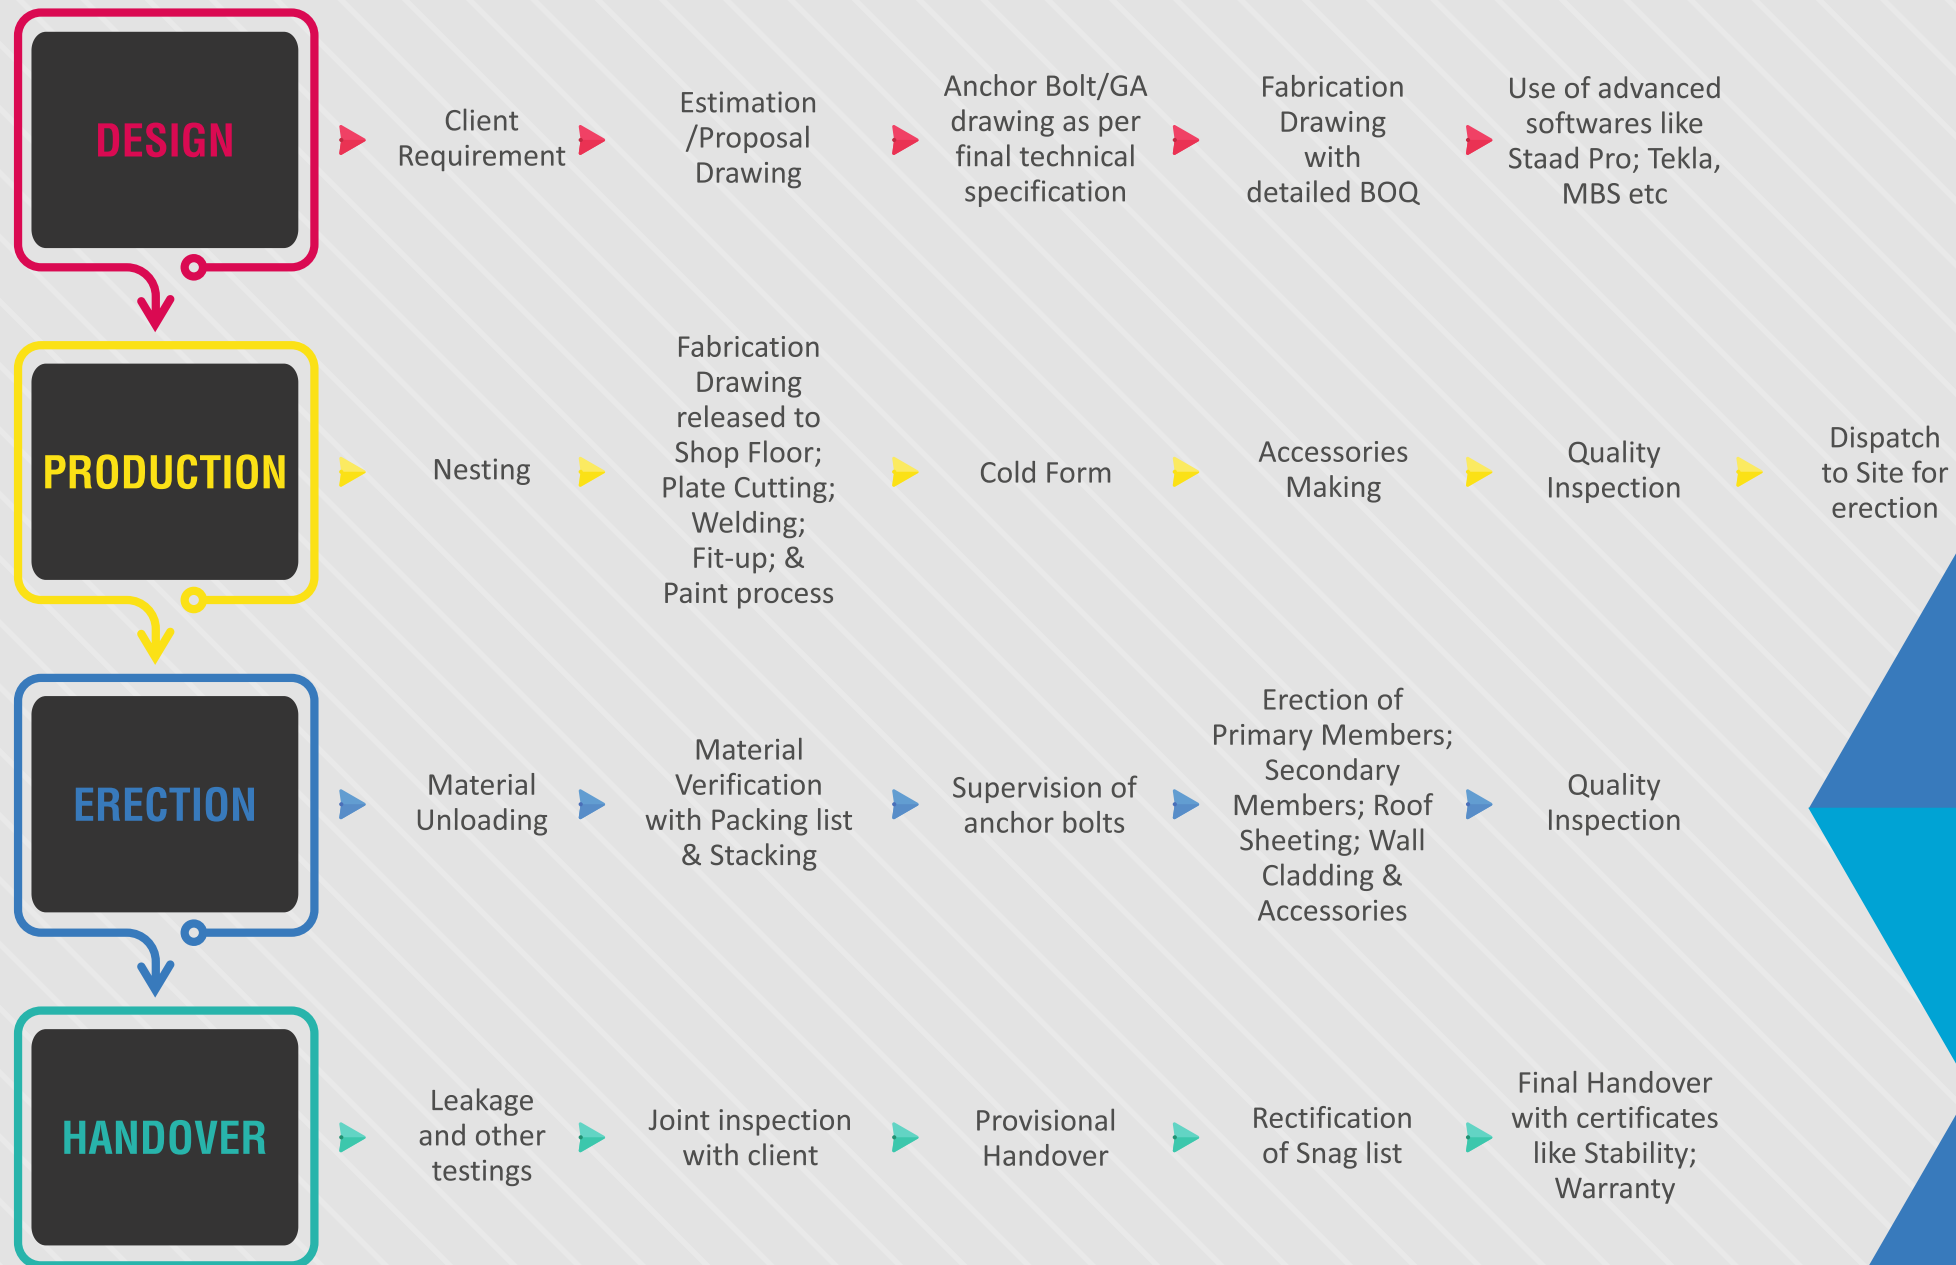 DESIGN
Client
Requirement
Estimation
/Proposal
Drawing
Anchor Bolt/GA
drawing as per
final technical
specification
Fabrication
Drawing
with
detailed BOQ
Use of advanced
softwares like
Staad Pro; Tekla,
MBS etc
PRODUCTION
Nesting
Fabrication
Drawing
released to
Shop Floor;
Plate Cutting;
Welding;
Fit-up; &
Paint process
Cold Form
Accessories
Making
Quality
Inspection
Dispatch
to Site for
erection
ERECTION
Material
Unloading
Material
Verification
with Packing list
& Stacking
Supervision of
anchor bolts
Erection of
Primary Members;
Secondary
Members; Roof
Sheeting; Wall
Cladding &
Accessories
Quality
Inspection
HANDOVER
Leakage
and other
testings
Joint inspection
with client
Provisional
Handover
Rectification
of Snag list
Final Handover
with certificates
like Stability;
Warranty